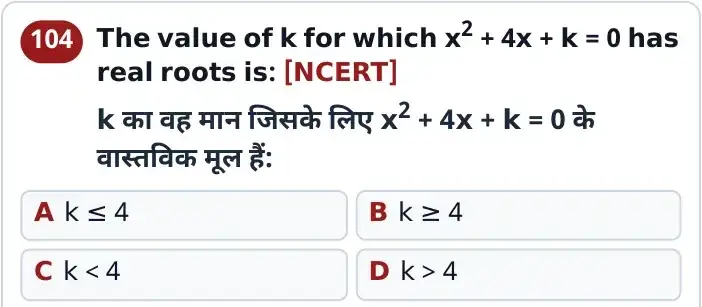 104 The value of k for which x² + 4x + k = 0 has
real roots is: [NCERT]
k का वह मान जिसके लिए x² + 4x + k = 0 के
वास्तविक मूल हैं:
A k ≤ 4
B k ≥ 4
C k < 4
D k > 4